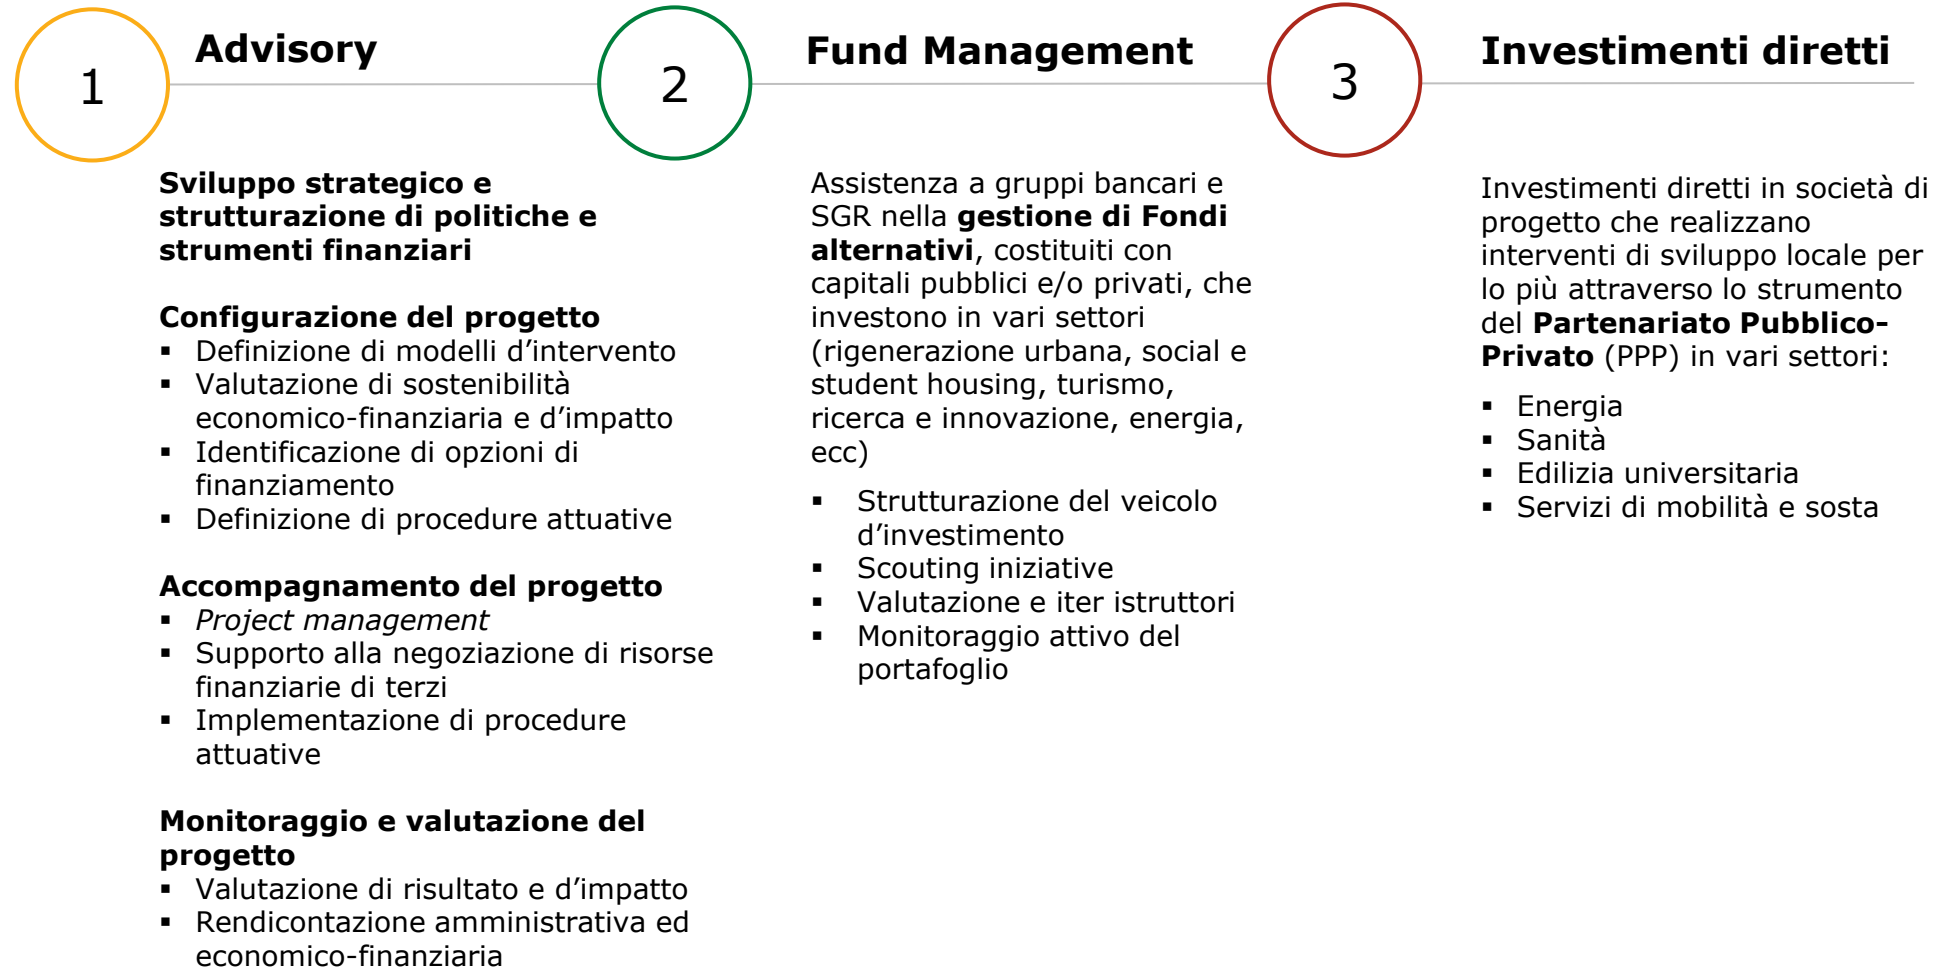 1
Advisory
Sviluppo strategico e
strutturazione di politiche e
strumenti finanziari
Configurazione del progetto
▪ Definizione di modelli d’intervento
▪ Valutazione di sostenibilità
economico-finanziaria e d’impatto
▪ Identificazione di opzioni di
finanziamento
▪ Definizione di procedure attuative
Accompagnamento del progetto
▪ Project management
▪ Supporto alla negoziazione di risorse
finanziarie di terzi
▪ Implementazione di procedure
attuative
Monitoraggio e valutazione del
progetto
▪ Valutazione di risultato e d’impatto
▪ Rendicontazione amministrativa ed
economico-finanziaria
2
Fund Management
Assistenza a gruppi bancari e
SGR nella gestione di Fondi
alternativi, costituiti con
capitali pubblici e/o privati, che
investono in vari settori
(rigenerazione urbana, social e
student housing, turismo,
ricerca e innovazione, energia,
ecc)
▪ Strutturazione del veicolo
d’investimento
▪ Scouting iniziative
▪ Valutazione e iter istruttori
▪ Monitoraggio attivo del
portafoglio
3
Investimenti diretti
Investimenti diretti in società di
progetto che realizzano
interventi di sviluppo locale per
lo più attraverso lo strumento
del Partenariato Pubblico-
Privato (PPP) in vari settori:
▪ Energia
▪ Sanità
▪ Edilizia universitaria
▪ Servizi di mobilità e sosta